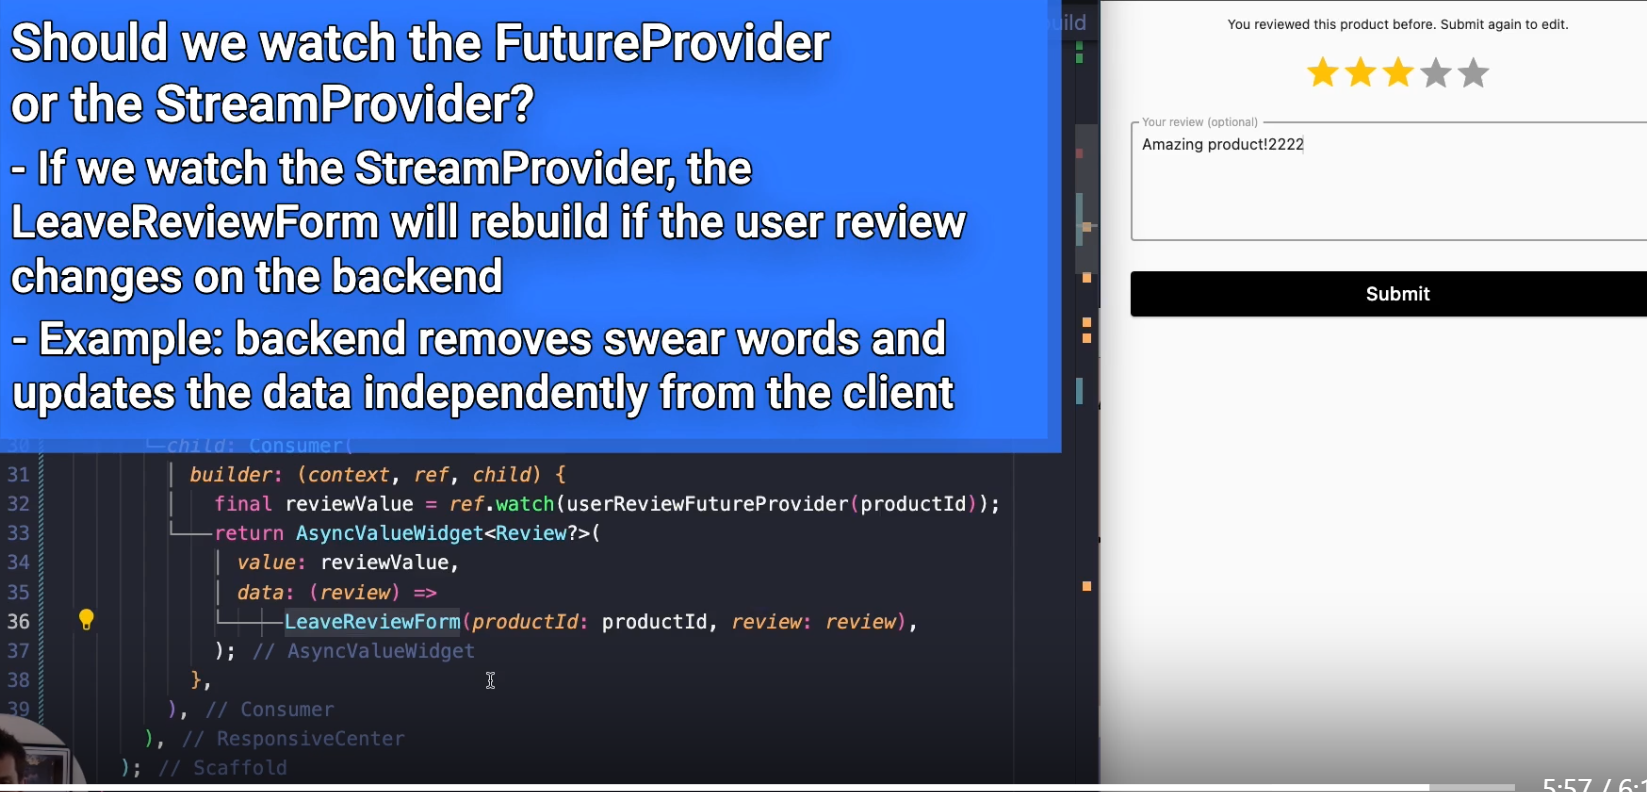 Should we watch the FutureProvider
or the StreamProvider?
- If we watch the StreamProvider, the
LeaveReviewForm will rebuild if the user review
changes on the backend
- Example: backend removes swear words and
updates the data independently from the client
You reviewed this product before. Submit again to edit.
Your review (optional)
Amazing product!2222
Submit
30 child: Consumer(
31 builder: (context, ref, child) {
32 final reviewValue = ref.watch(userReviewFutureProvider(productId));
33 return AsyncValueWidget<Review?>(
34 value: reviewValue,
35 data: (review) =>
36 LeaveReviewForm(productId: productId, review: review),
37 ); // AsyncValueWidget
38 },
39 ), // Consumer
), // ResponsiveCenter
); // Scaffold
5:57